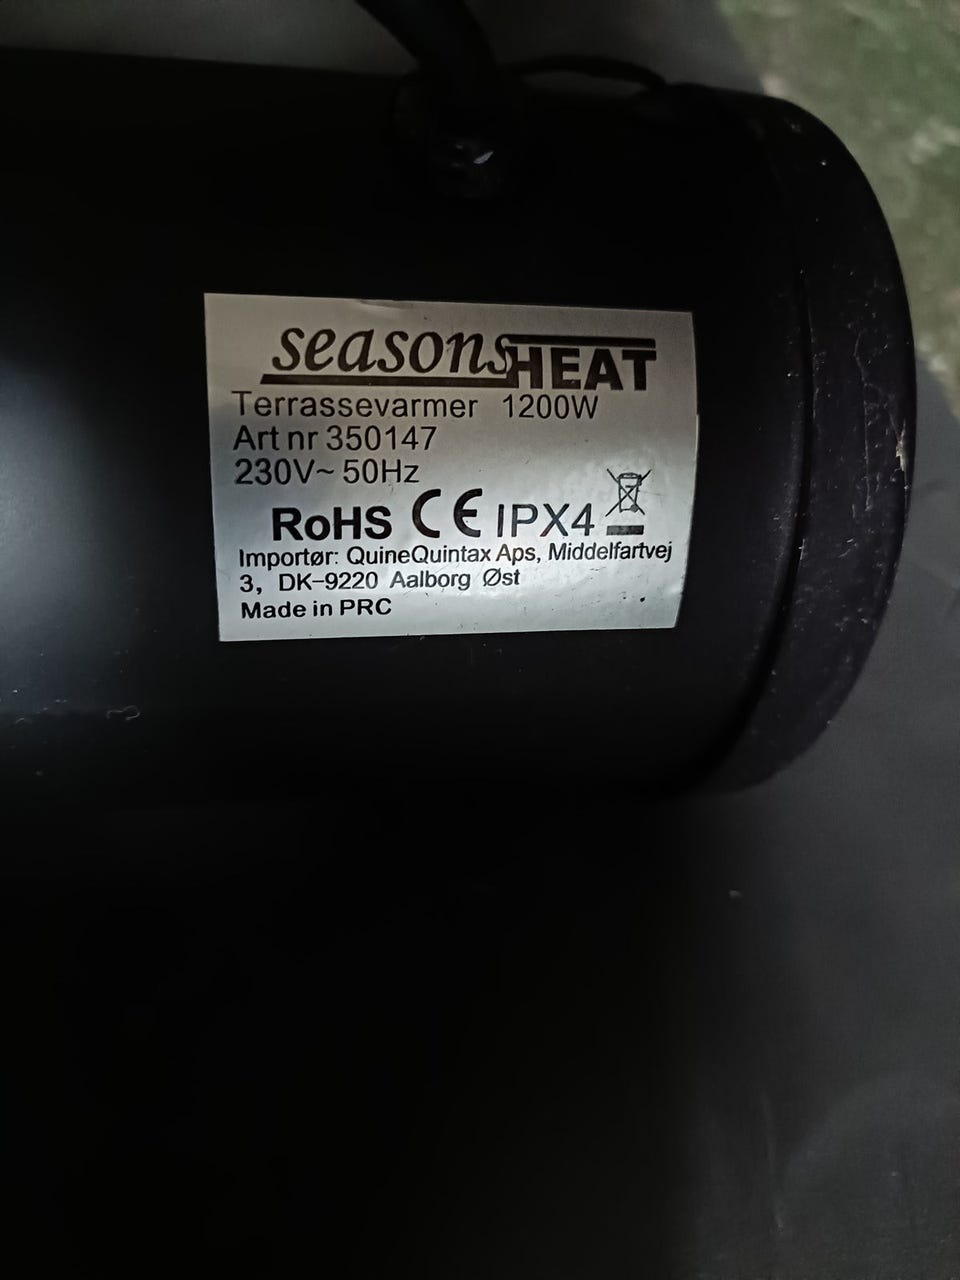 seasons HEAT
Terrassevarmer 1200W
Art nr 350147
230V~ 50Hz
RoHS CE IPX4
Importør: QuineQuintax Aps, Middelfartvej
3, DK-9220 Aalborg Øst
Made in PRC